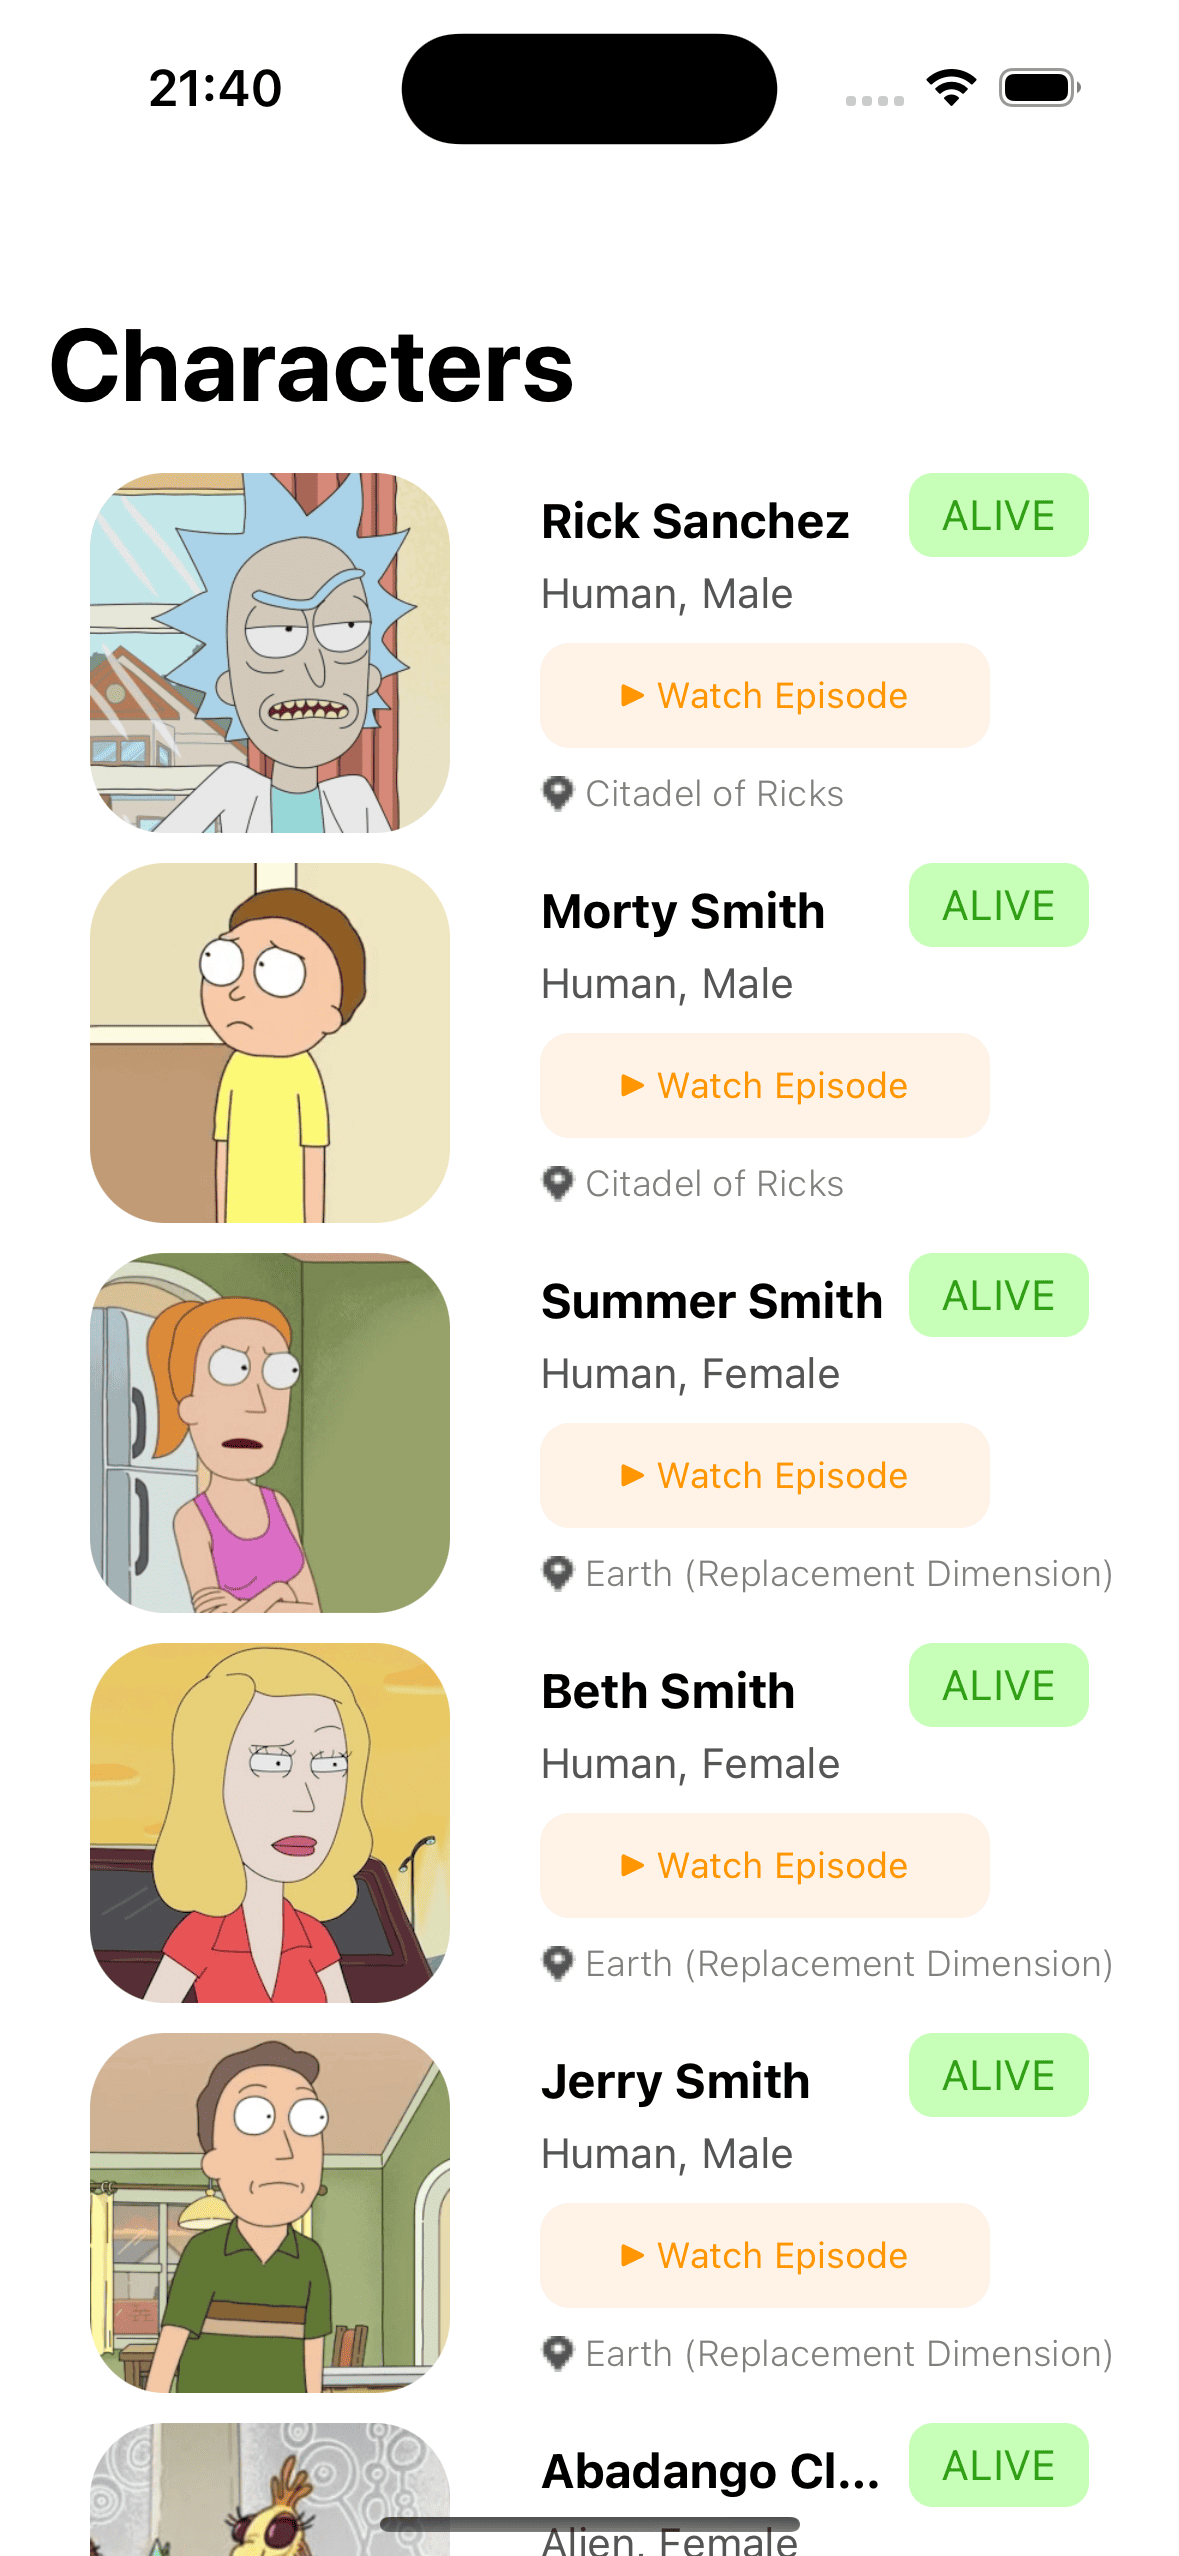 21:40
Characters
Rick Sanchez
ALIVE
Human, Male
Watch Episode
Citadel of Ricks
Morty Smith
ALIVE
Human, Male
Watch Episode
Citadel of Ricks
Summer Smith
ALIVE
Human, Female
Watch Episode
Earth (Replacement Dimension)
Beth Smith
ALIVE
Human, Female
Watch Episode
Earth (Replacement Dimension)
Jerry Smith
ALIVE
Human, Male
Watch Episode
Earth (Replacement Dimension)
Abadango Cl...
ALIVE
Alien, Female